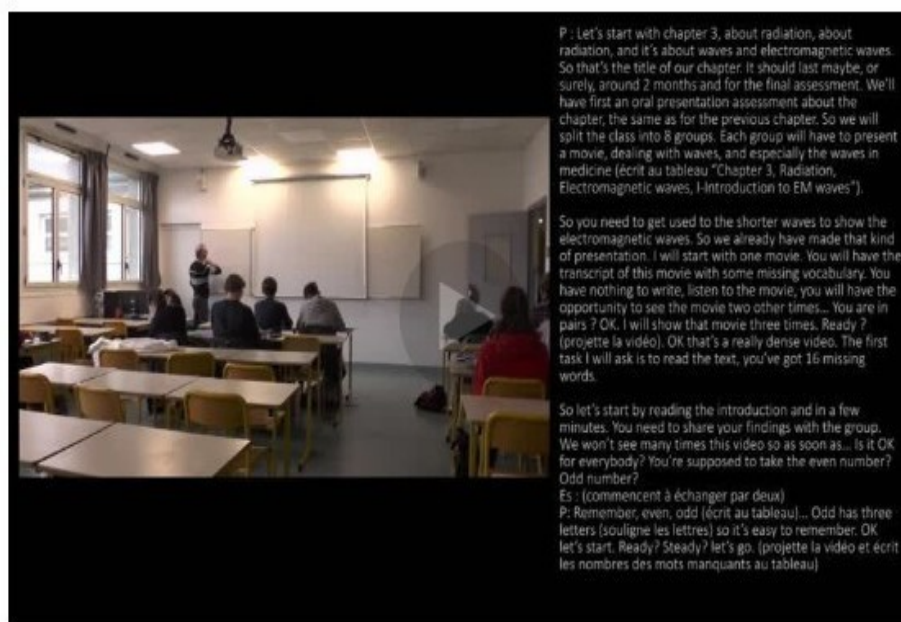 P : Let's start with chapter 3, about radiation, about
radiation, and it's about waves and electromagnetic waves.
So that's the title of our chapter. It should last maybe, or
surely, around 2 months and for the final assessment. We'll
have first an oral presentation assessment about the
chapter, the same as for the previous chapter. So we will
split the class into 8 groups. Each group will have to present
a movie, dealing with waves, and especially the waves in
medicine (écrit au tableau "Chapter 3, Radiation,
Electromagnetic waves, I-Introduction to EM waves").
So you need to get used to the shorter waves to show the
electromagnetic waves. So we already have made that kind
of presentation. I will start with one movie. You will have the
transcript of this movie with some missing vocabulary. You
have nothing to write, listen to the movie, you will have the
opportunity to see the movie two other times... You are in
pairs ? OK. I will show that movie three times. Ready ?
(projette la vidéo). OK that's a really dense video. The first
task I will ask is to read the text, you've got 16 missing
words.
So let's start by reading the introduction and in a few
minutes. You need to share your findings with the group.
We won't see many times this video so as soon as... Is it OK
for everybody? You're supposed to take the even number?
Odd number?
Es : (commencent à échanger par deux)
P: Remember, even, odd (écrit au tableau)... Odd has three
letters (souligne les lettres) so it's easy to remember. OK
let's start. Ready? Steady? let's go. (projette la vidéo et écrit
les nombres des mots manquants au tableau)